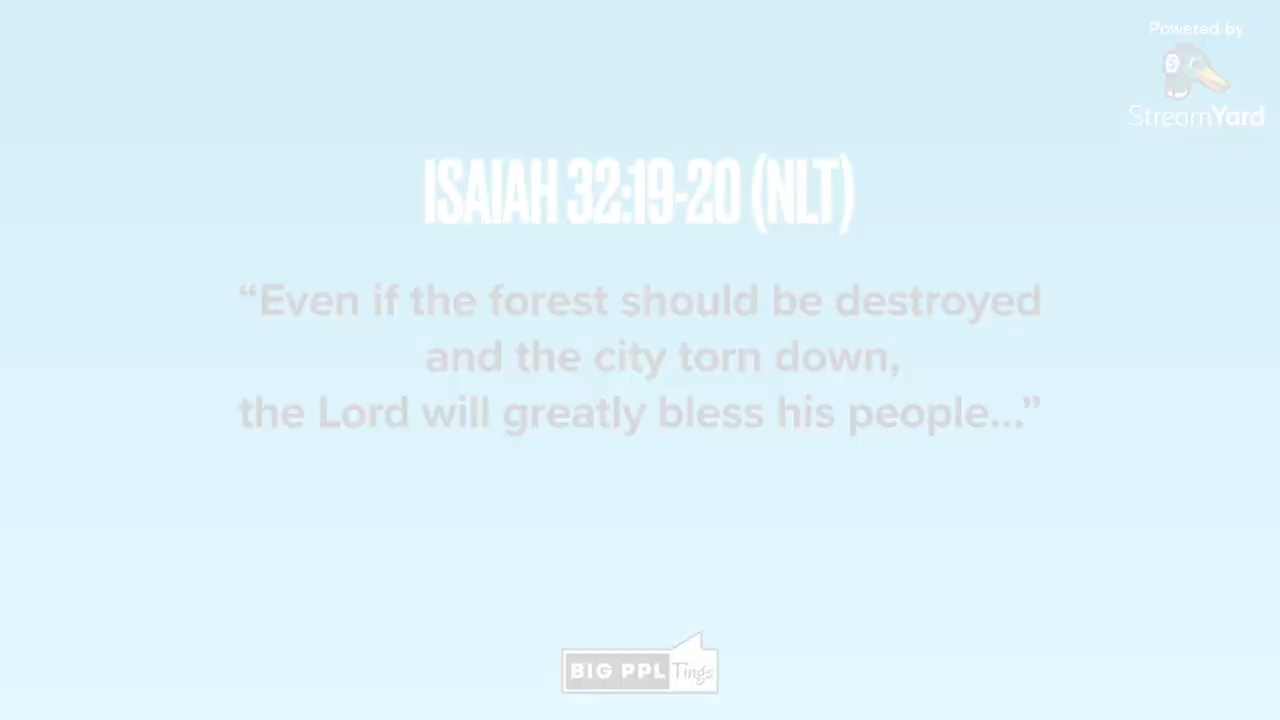 Powered by
StreamYard
ISAIAH 32:19-20 (NLT)
“Even if the forest should be destroyed
and the city torn down,
the Lord will greatly bless his people...”
BIG PPL Tings